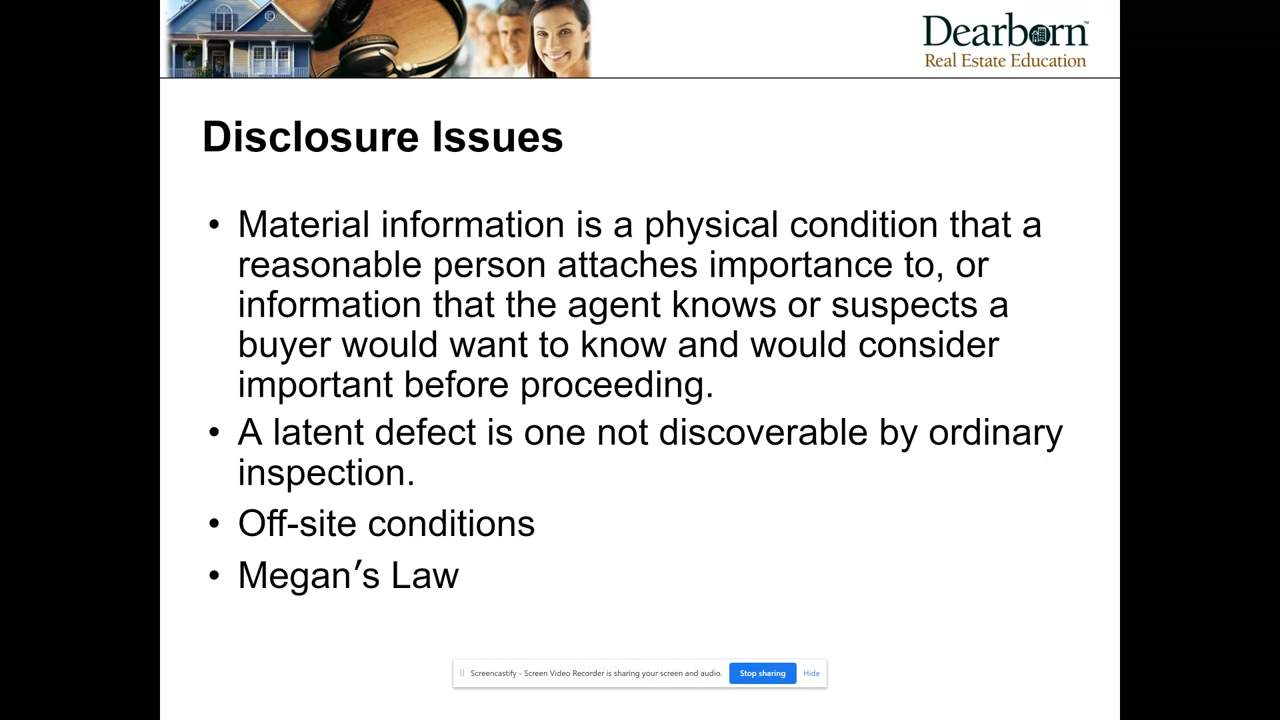 Dearborn™
Real Estate Education
Disclosure Issues
• Material information is a physical condition that a
reasonable person attaches importance to, or
information that the agent knows or suspects a
buyer would want to know and would consider
important before proceeding.
• A latent defect is one not discoverable by ordinary
inspection.
• Off-site conditions
• Megan’s Law
Screencastify - Screen Video Recorder is sharing your screen and audio. Stop sharing Hide